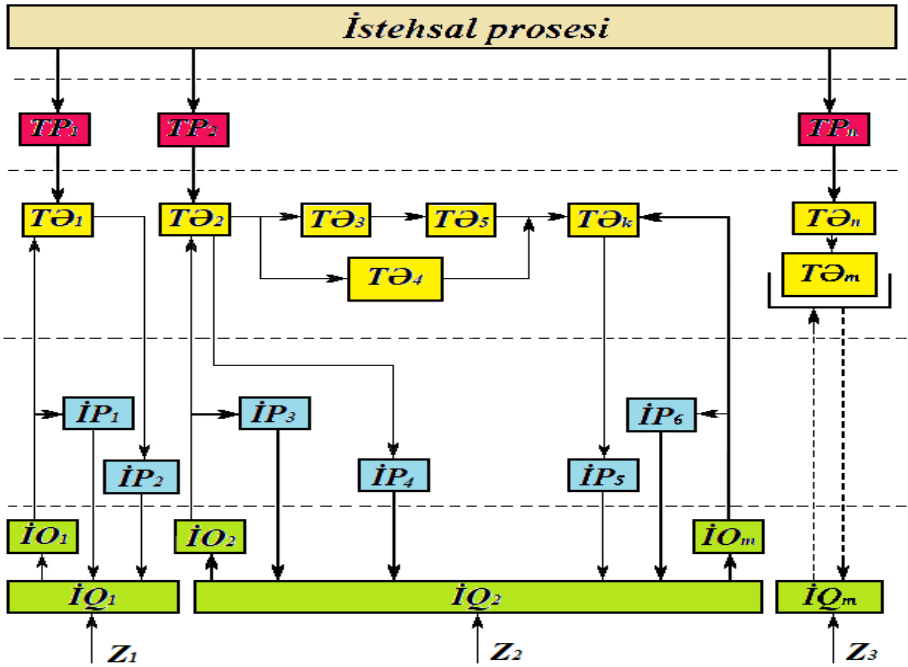 İstehsal prosesi
TP₁ TP₂ TPₙ
TƏ₁ TƏ₂ TƏ₃ TƏ₅ TƏₖ TƏₙ
TƏ₄ TƏₘ
İP₁ İP₃ İP₆
İP₂ İP₄ İP₅
İO₁ İO₂ İOₘ
İQ₁ İQ₂ İQₘ
Z₁ Z₂ Z₃